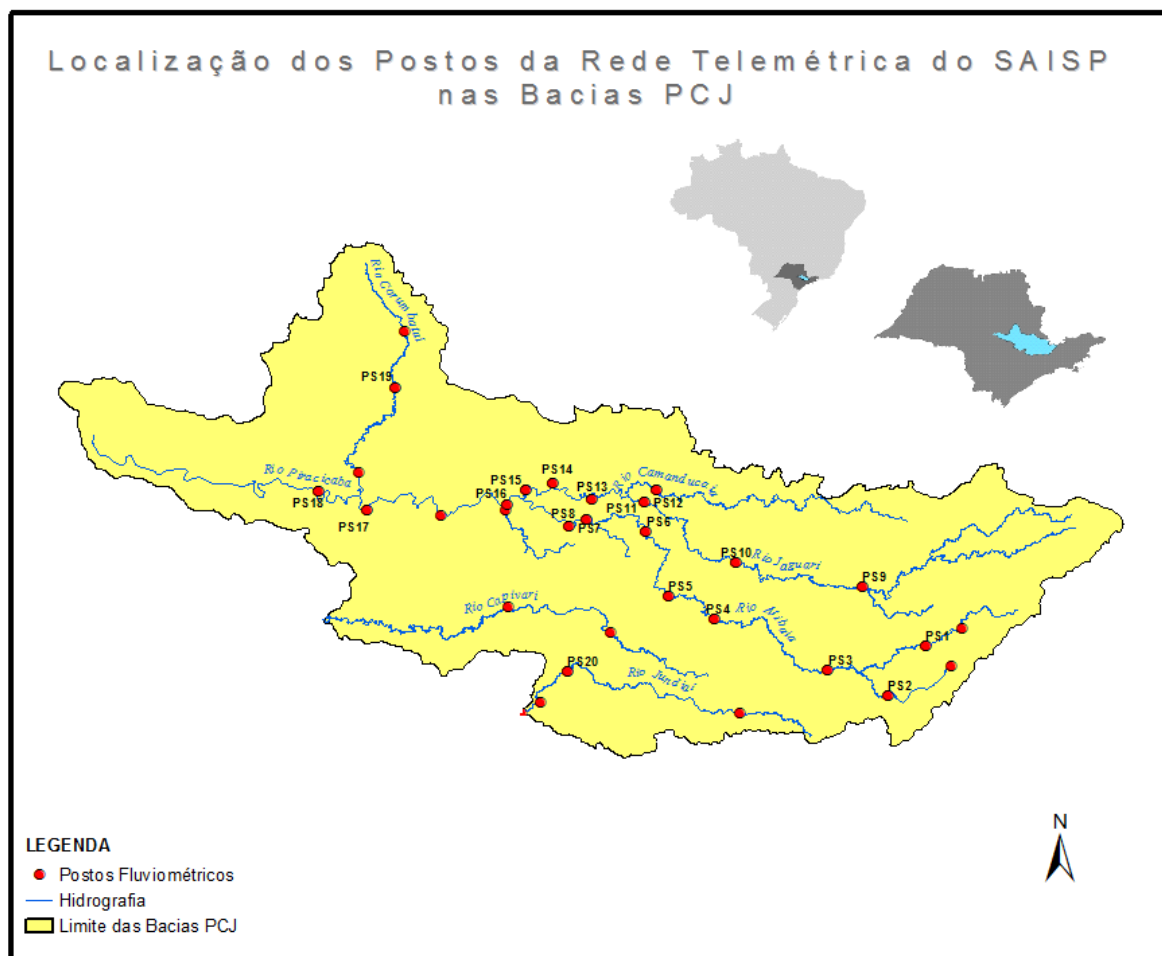 Localização dos Postos da Rede Telemétrica do SAISP
nas Bacias PCJ
Rio Corumbataí
PS19
Rio Piracicaba
PS18
PS17
PS16
PS15
PS14
PS13
Rio Camanducaia
PS11
PS12
PS8
PS7
PS6
PS10
Rio Jaguari
PS9
PS5
PS4
Rio Atibaia
Rio Capivari
PS1
PS3
PS2
PS20
Rio Jundiaí
N
LEGENDA
Postos Fluviométricos
Hidrografia
Limite das Bacias PCJ